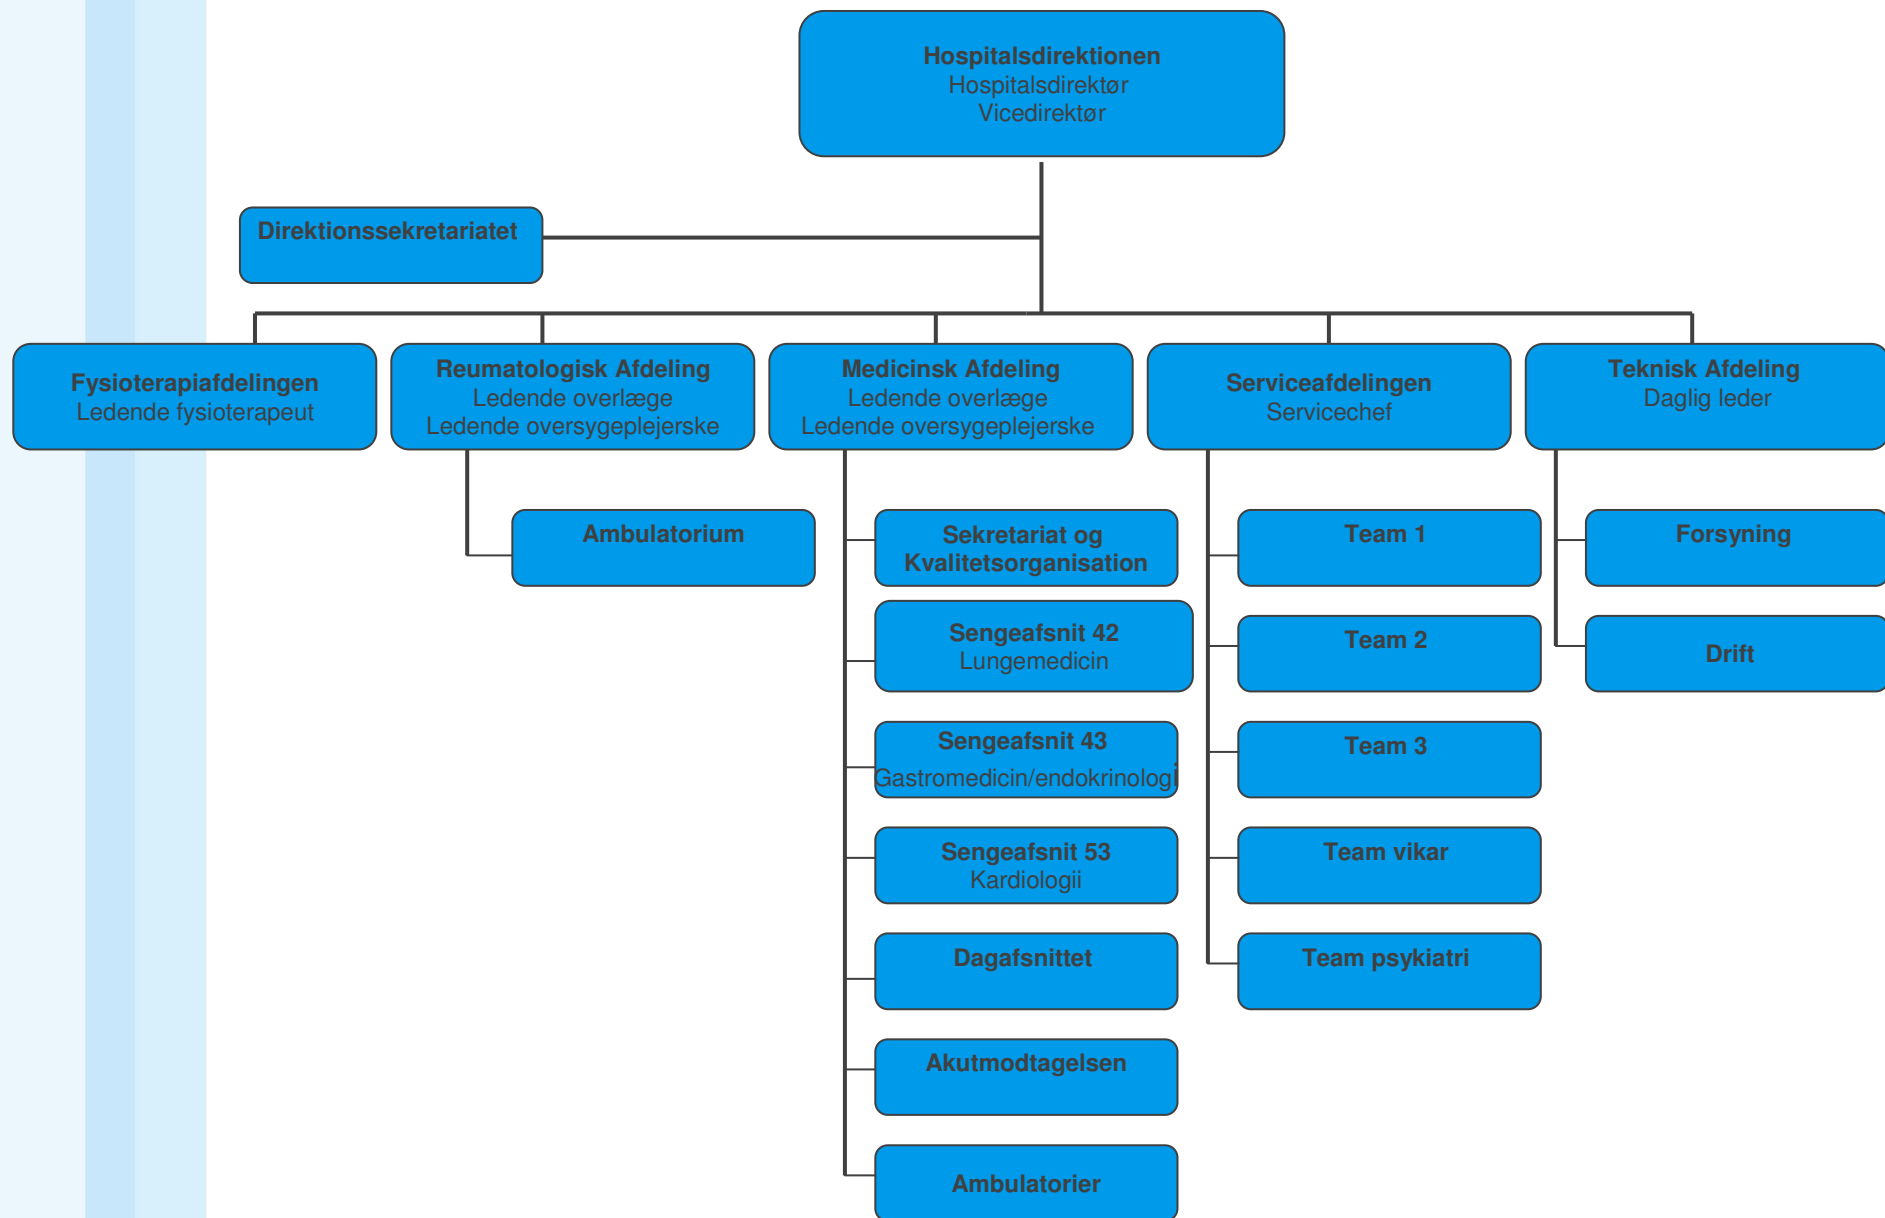 Hospitalsdirektionen
Hospitalsdirektør
Vicedirektør
Direktionssekretariatet
Fysioterapiafdelingen
Ledende fysioterapeut
Reumatologisk Afdeling
Ledende overlæge
Ledende oversygeplejerske
Medicinsk Afdeling
Ledende overlæge
Ledende oversygeplejerske
Serviceafdelingen
Servicechef
Teknisk Afdeling
Daglig leder
Ambulatorium
Sekretariat og
Kvalitetsorganisation
Sengeafsnit 42
Lungemedicin
Sengeafsnit 43
Gastromedicin/endokrinologi
Sengeafsnit 53
Kardiologii
Dagafsnittet
Akutmodtagelsen
Ambulatorier
Team 1
Team 2
Team 3
Team vikar
Team psykiatri
Forsyning
Drift